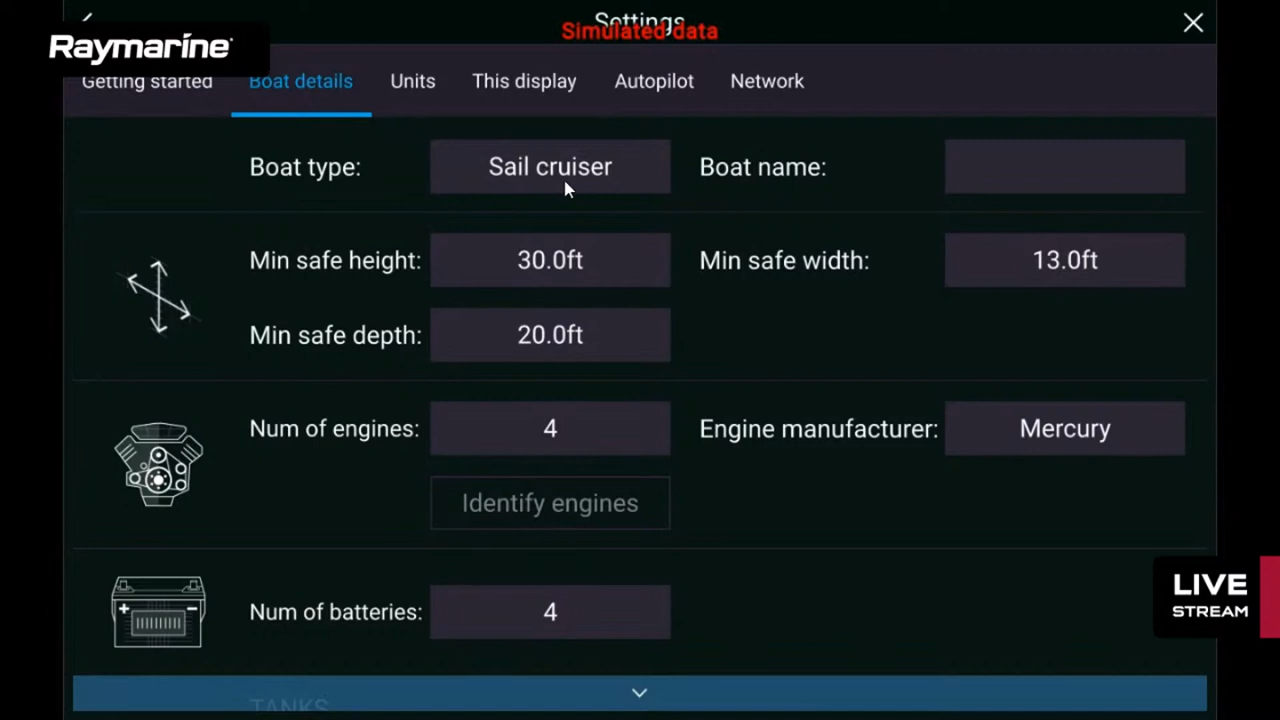 Settings
Simulated data
Raymarine
Getting started Boat details Units This display Autopilot Network
Boat type: Sail cruiser Boat name:
Min safe height: 30.0ft Min safe width: 13.0ft
Min safe depth: 20.0ft
Num of engines: 4 Engine manufacturer: Mercury
Identify engines
LIVE
STREAM
Num of batteries: 4
TANKS